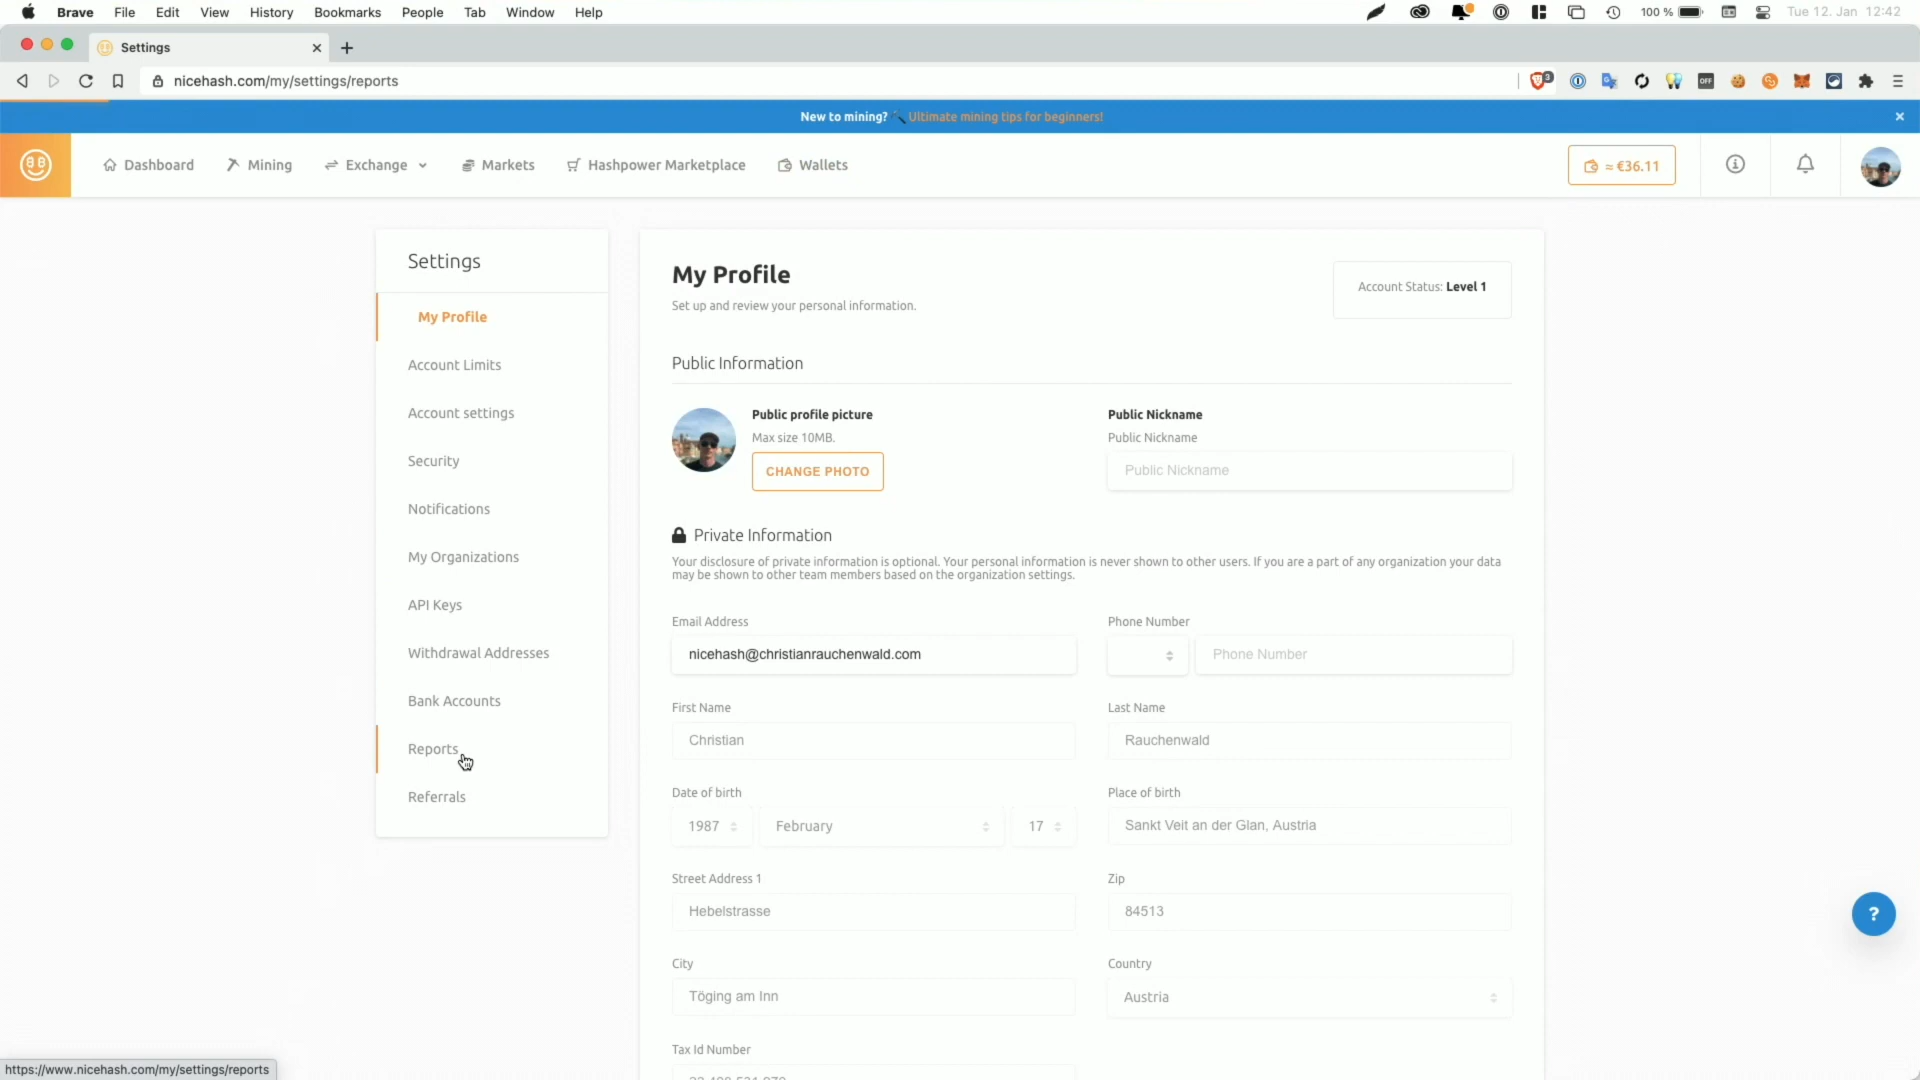 Brave File Edit View History Bookmarks People Tab Window Help 100 % Tue 12. Jan 12:42
Settings
nicehash.com/my/settings/reports 3 OFF
New to mining? Ultimate mining tips for beginners!
Dashboard Mining Exchange Markets Hashpower Marketplace Wallets ≈ €36.11
Settings
My Profile
Account Limits
Account settings
Security
Notifications
My Organizations
API Keys
Withdrawal Addresses
Bank Accounts
Reports
Referrals
My Profile
Set up and review your personal information.
Account Status: Level 1
Public Information
Public profile picture
Max size 10MB.
CHANGE PHOTO
Public Nickname
Public Nickname
Public Nickname
Private Information
Your disclosure of private information is optional. Your personal information is never shown to other users. If you are a part of any organization your data
may be shown to other team members based on the organization settings.
Email Address
nicehash@christianrauchenwald.com
Phone Number
Phone Number
First Name
Christian
Last Name
Rauchenwald
Date of birth
1987 February 17
Place of birth
Sankt Veit an der Glan, Austria
Street Address 1
Hebelstrasse
Zip
84513
City
Töging am Inn
Country
Austria
Tax Id Number
?
https://www.nicehash.com/my/settings/reports